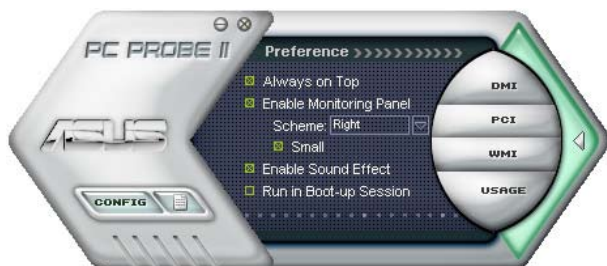 PC PROBE II
Preference
Always on Top
Enable Monitoring Panel
Scheme: Right
Small
Enable Sound Effect
Run in Boot-up Session
ASUS
CONFIG
DMI
PCI
WMI
USAGE